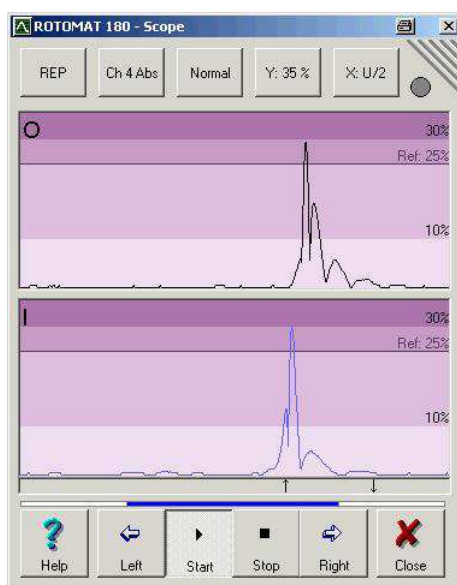 ROTOMAT 180 - Scope
REP Ch 4 Abs Normal Y: 35 % X: U/2
O 30%
Ref: 25%
10%
I 30%
Ref: 25%
10%
Help Left Start Stop Right Close